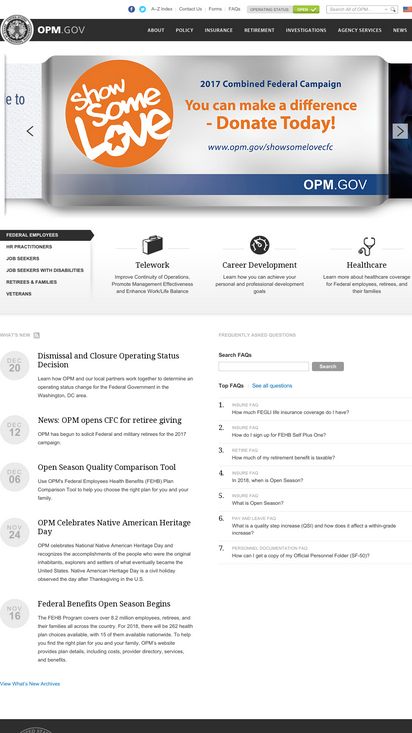 A–Z Index Contact Us Forms FAQs OPERATING STATUS OPEN Search All of OPM...
OPM.GOV
ABOUT POLICY INSURANCE RETIREMENT INVESTIGATIONS AGENCY SERVICES NEWS
e to
show
some
Love
2017 Combined Federal Campaign
You can make a difference
- Donate Today!
www.opm.gov/showsomelovecfc
OPM.GOV
FEDERAL EMPLOYEES
HR PRACTITIONERS
JOB SEEKERS
JOB SEEKERS WITH DISABILITIES
RETIREES & FAMILIES
VETERANS
Telework
Improve Continuity of Operations,
Promote Management Effectiveness
and Enhance Work/Life Balance
Career Development
Learn how you can achieve your
personal and professional development
goals
Healthcare
Learn more about healthcare coverage
for Federal employees, retirees, and
their families
WHAT'S NEW
DEC
20
Dismissal and Closure Operating Status
Decision
Learn how OPM and our local partners work together to determine an
operating status change for the Federal Government in the
Washington, DC area.
DEC
12
News: OPM opens CFC for retiree giving
OPM has begun to solicit Federal and military retirees for the 2017
campaign.
DEC
06
Open Season Quality Comparison Tool
Use OPM's Federal Employees Health Benefits (FEHB) Plan
Comparison Tool to help you choose the right plan for you and your
family.
NOV
24
OPM Celebrates Native American Heritage
Day
OPM celebrates National Native American Heritage Day and
recognizes the accomplishments of the people who were the original
inhabitants, explorers and settlers of what eventually became the
United States. Native American Heritage Day is a civil holiday
observed the day after Thanksgiving in the U.S.
NOV
16
Federal Benefits Open Season Begins
The FEHB Program covers over 8.2 million employees, retirees, and
their families all across the country. For 2018, there will be 262 health
plan choices available, with 15 of them available nationwide. To help
you find the right plan for you and your family, OPM's website
provides plan details, including costs, provider directory, services,
and benefits.
View What's New Archives
FREQUENTLY ASKED QUESTIONS
Search FAQs
Search
Top FAQs See all questions
1. INSURE FAQ
How much FEGLI life insurance coverage do I have?
2. INSURE FAQ
How do I sign up for FEHB Self Plus One?
3. RETIRE FAQ
How much of my retirement benefit is taxable?
4. INSURE FAQ
In 2018, when is Open Season?
5. INSURE FAQ
What is Open Season?
6. PAY AND LEAVE FAQ
What is a quality step increase (QSI) and how does it affect a within-grade
increase?
7. PERSONNEL DOCUMENTATION FAQ
How can I get a copy of my Official Personnel Folder (SF-50)?